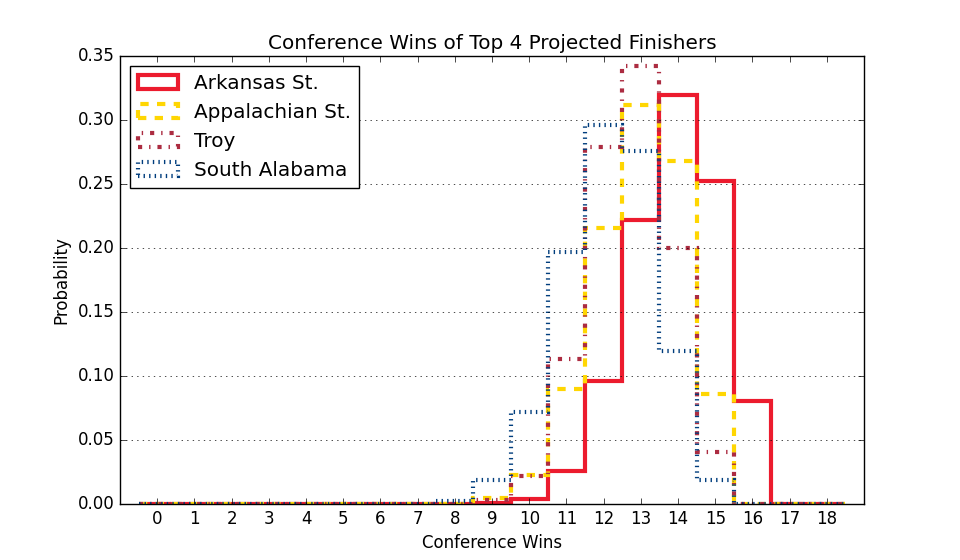 Conference Wins of Top 4 Projected Finishers
Arkansas St.
Appalachian St.
Troy
South Alabama
0.35
0.30
0.25
0.20
0.15
0.10
0.05
0.00
Probability
0 1 2 3 4 5 6 7 8 9 10 11 12 13 14 15 16 17 18
Conference Wins